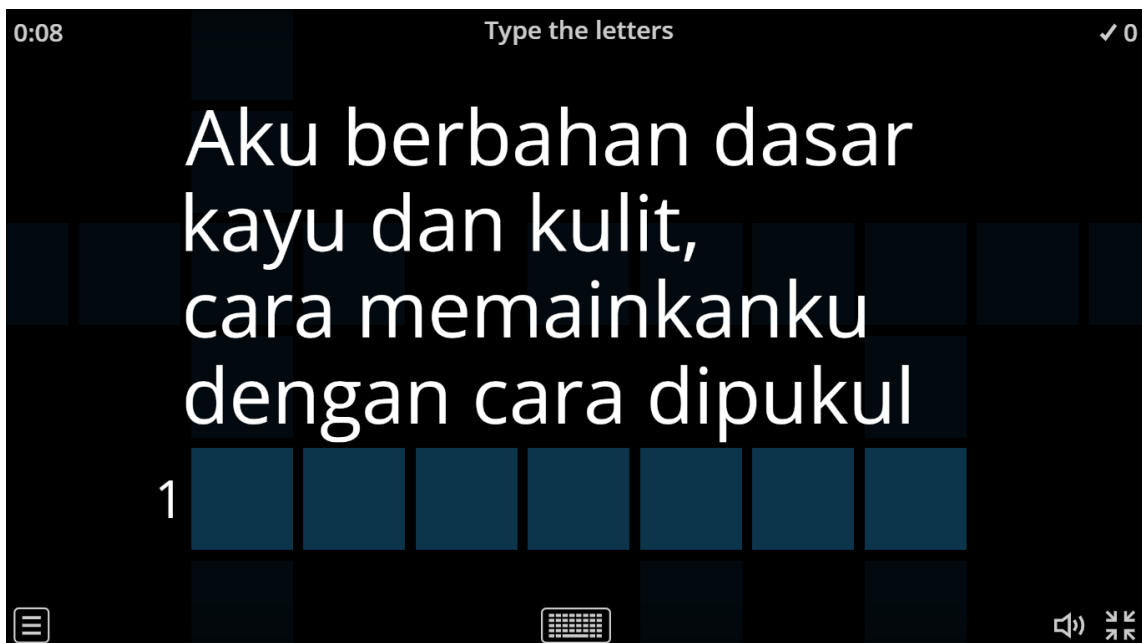 0:08
Type the letters
✓ 0
Aku berbahan dasar
kayu dan kulit,
cara memainkanku
dengan cara dipukul
1